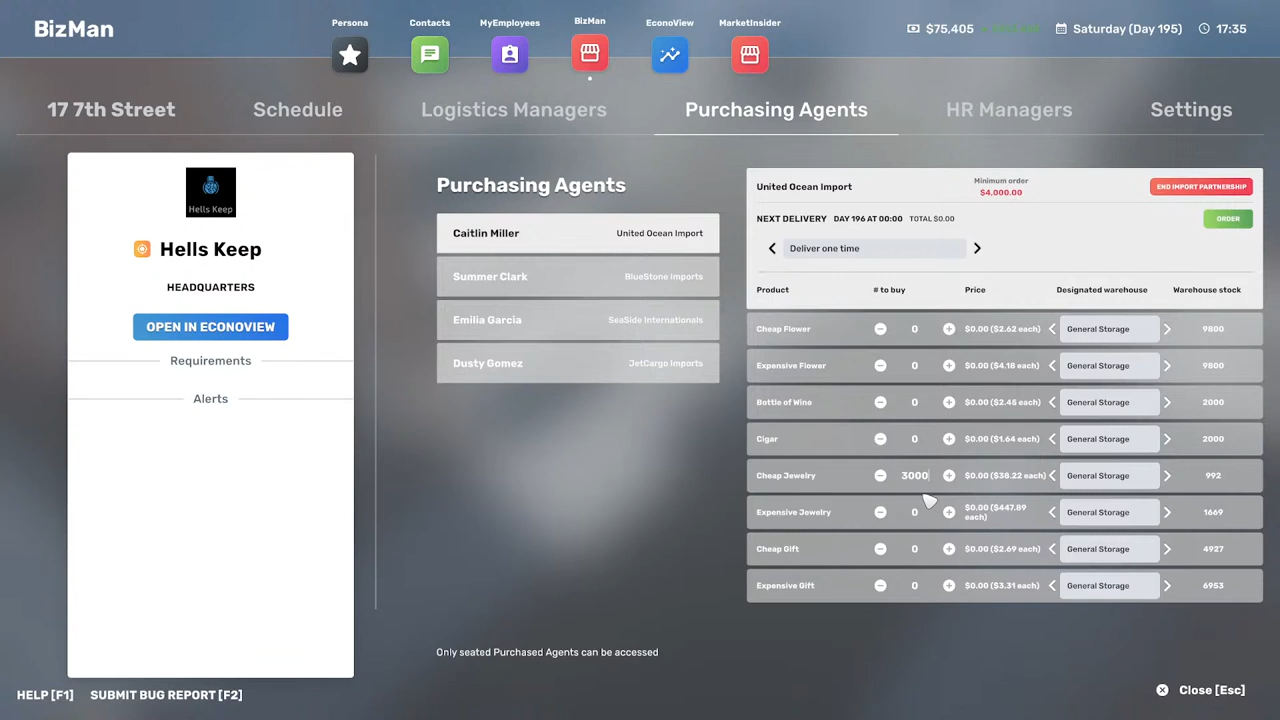 BizMan
Persona
Contacts
MyEmployees
BizMan
EconoView
MarketInsider
$75,405
Saturday (Day 195)
17:35
17 7th Street
Schedule
Logistics Managers
Purchasing Agents
HR Managers
Settings
Hells Keep
Hells Keep
HEADQUARTERS
OPEN IN ECONOVIEW
Requirements
Alerts
Purchasing Agents
Caitlin Miller United Ocean Import
Summer Clark BlueStone Imports
Emilia Garcia SeaSide Internationals
Dusty Gomez JetCargo Imports
Only seated Purchased Agents can be accessed
United Ocean Import
Minimum order
$4,000.00
END IMPORT PARTNERSHIP
NEXT DELIVERY DAY 196 AT 00:00 TOTAL $0.00
ORDER
Deliver one time
Product # to buy Price Designated warehouse Warehouse stock
Cheap Flower 0 $0.00 ($2.62 each) General Storage 9800
Expensive Flower 0 $0.00 ($4.18 each) General Storage 9800
Bottle of Wine 0 $0.00 ($2.45 each) General Storage 2000
Cigar 0 $0.00 ($1.64 each) General Storage 2000
Cheap Jewelry 3000 $0.00 ($38.22 each) General Storage 992
Expensive Jewelry 0 $0.00 ($447.89 each) General Storage 1669
Cheap Gift 0 $0.00 ($2.69 each) General Storage 4927
Expensive Gift 0 $0.00 ($3.31 each) General Storage 6953
HELP [F1]
SUBMIT BUG REPORT [F2]
Close [Esc]